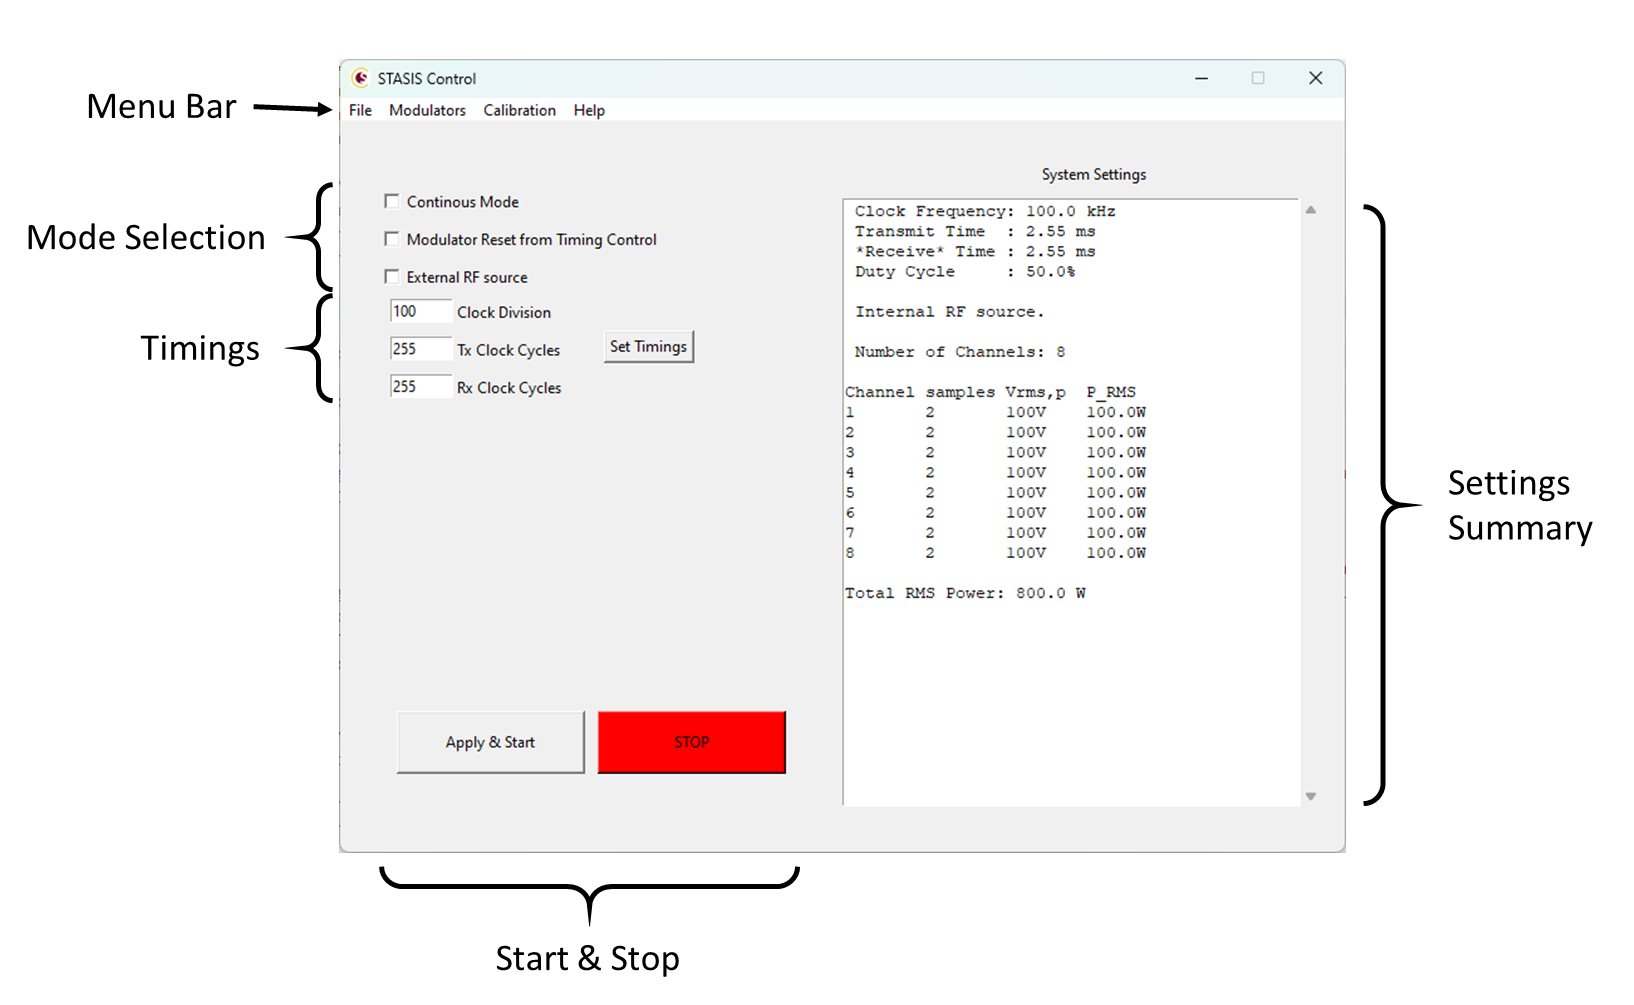 STASIS Control
Menu Bar
File Modulators Calibration Help
System Settings
Mode Selection
Continous Mode
Modulator Reset from Timing Control
External RF source
Timings
100 Clock Division
255 Tx Clock Cycles
Set Timings
255 Rx Clock Cycles
Clock Frequency: 100.0 kHz
Transmit Time  : 2.55 ms
*Receive* Time : 2.55 ms
Duty Cycle     : 50.0%
Internal RF source.
Number of Channels: 8
Channel samples Vrms,p  P_RMS
1       2       100V    100.0W
2       2       100V    100.0W
3       2       100V    100.0W
4       2       100V    100.0W
5       2       100V    100.0W
6       2       100V    100.0W
7       2       100V    100.0W
8       2       100V    100.0W
Total RMS Power: 800.0 W
Settings
Summary
Apply & Start
STOP
Start & Stop